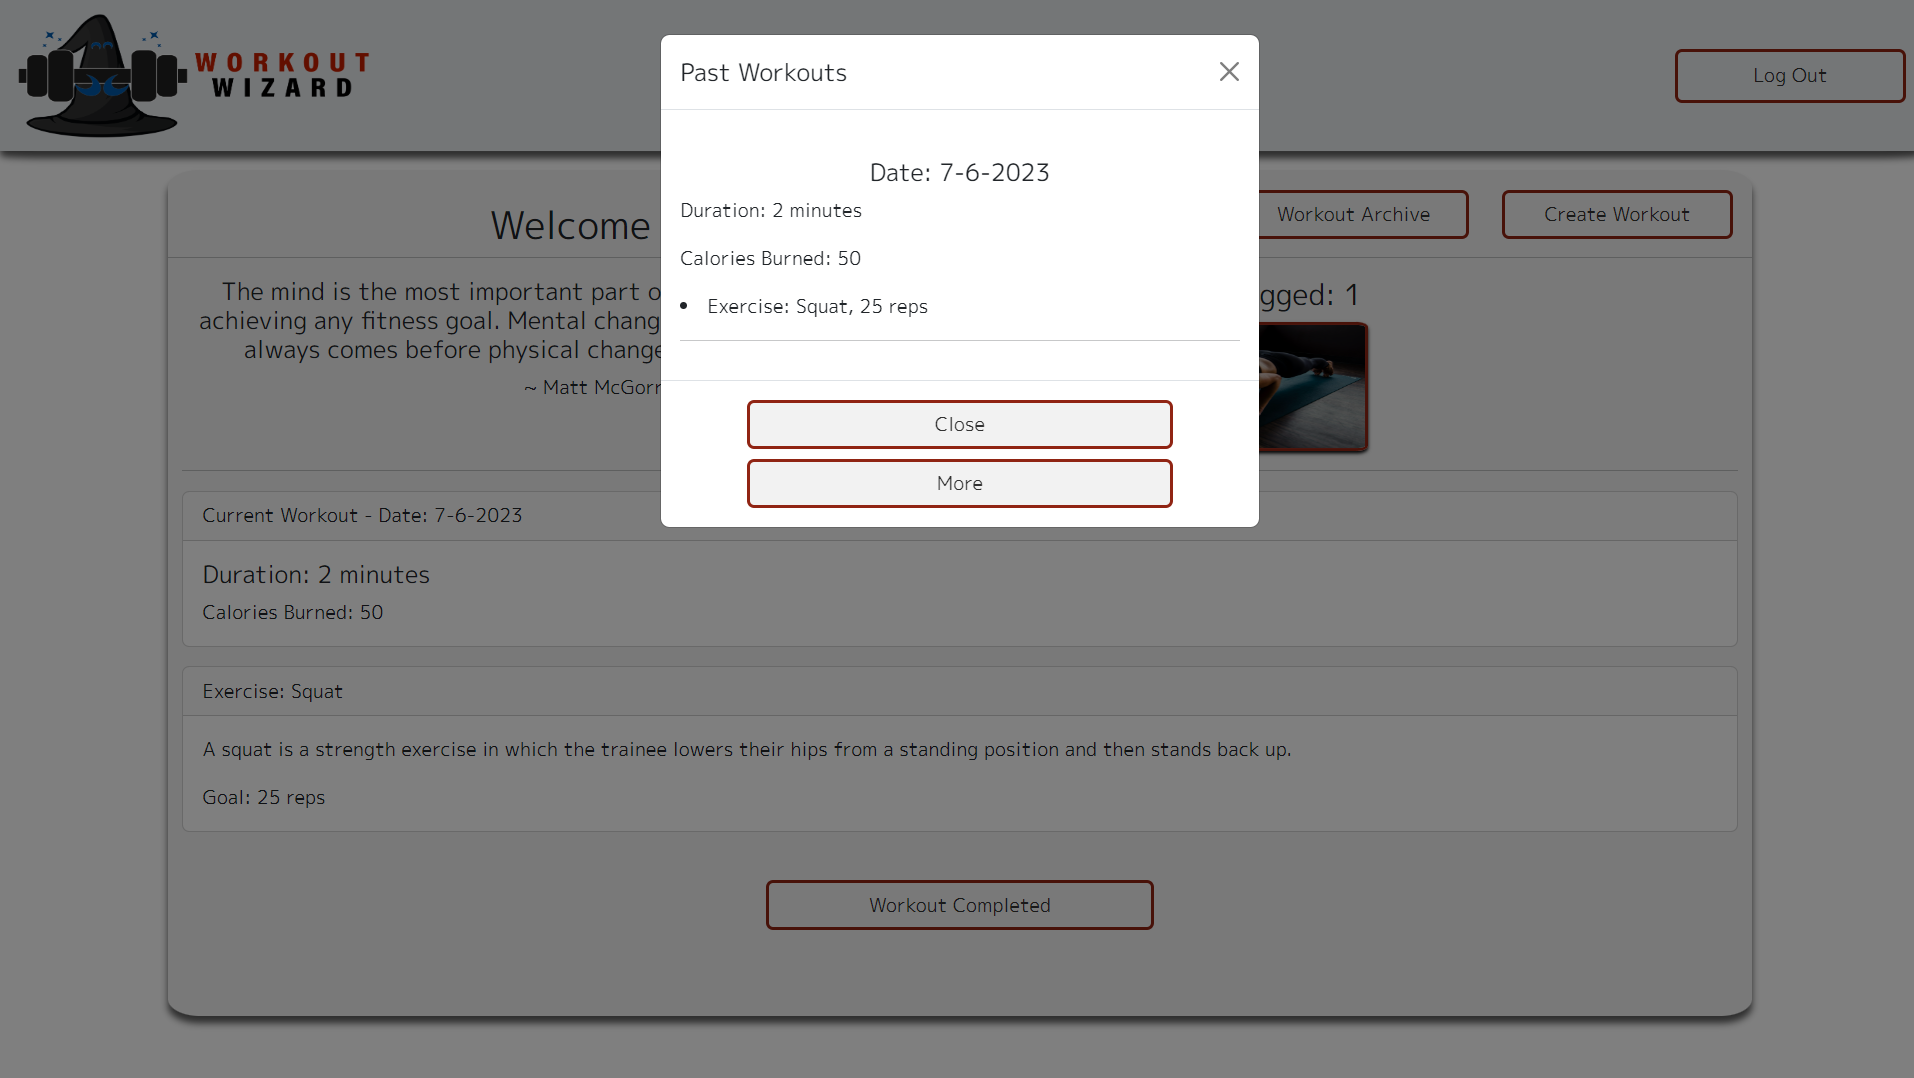 WORKOUT
WIZARD
Log Out
Past Workouts
Date: 7-6-2023
Duration: 2 minutes
Calories Burned: 50
Exercise: Squat, 25 reps
Close
More
Welcome
Workout Archive
Create Workout
The mind is the most important part
achieving any fitness goal. Mental
always comes before physical
~ Matt
1
Current Workout - Date: 7-6-2023
Duration: 2 minutes
Calories Burned: 50
Exercise: Squat
A squat is a strength exercise in which the trainee lowers their hips from a standing position and then stands back up.
Goal: 25 reps
Workout Completed